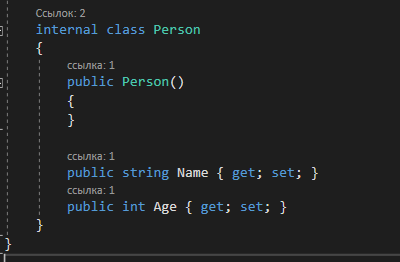 Ссылок: 2
internal class Person
{
ссылка: 1
public Person()
{
}
ссылка: 1
public string Name { get; set; }
ссылка: 1
public int Age { get; set; }
}
}